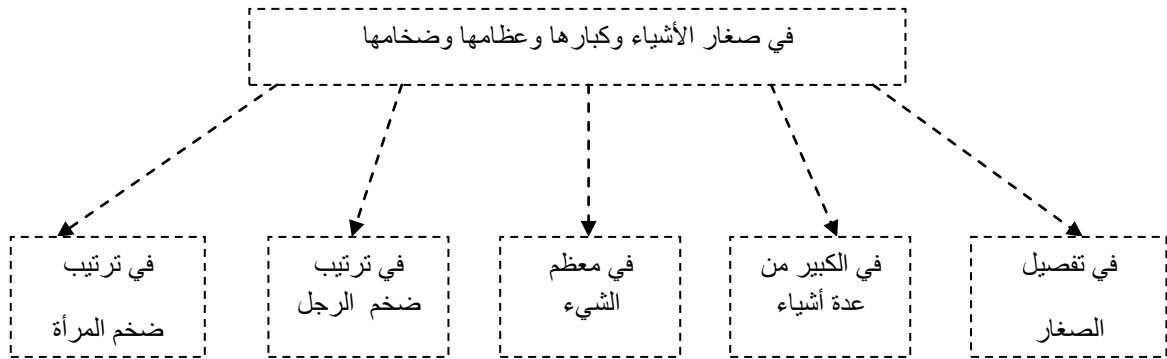 في صغار الأشياء وكبارها وعظامها وضخامها
في تفصيل
الصغار
في الكبير من
عدة أشياء
في معظم
الشيء
في ترتيب
ضخم الرجل
في ترتيب
ضخم المرأة